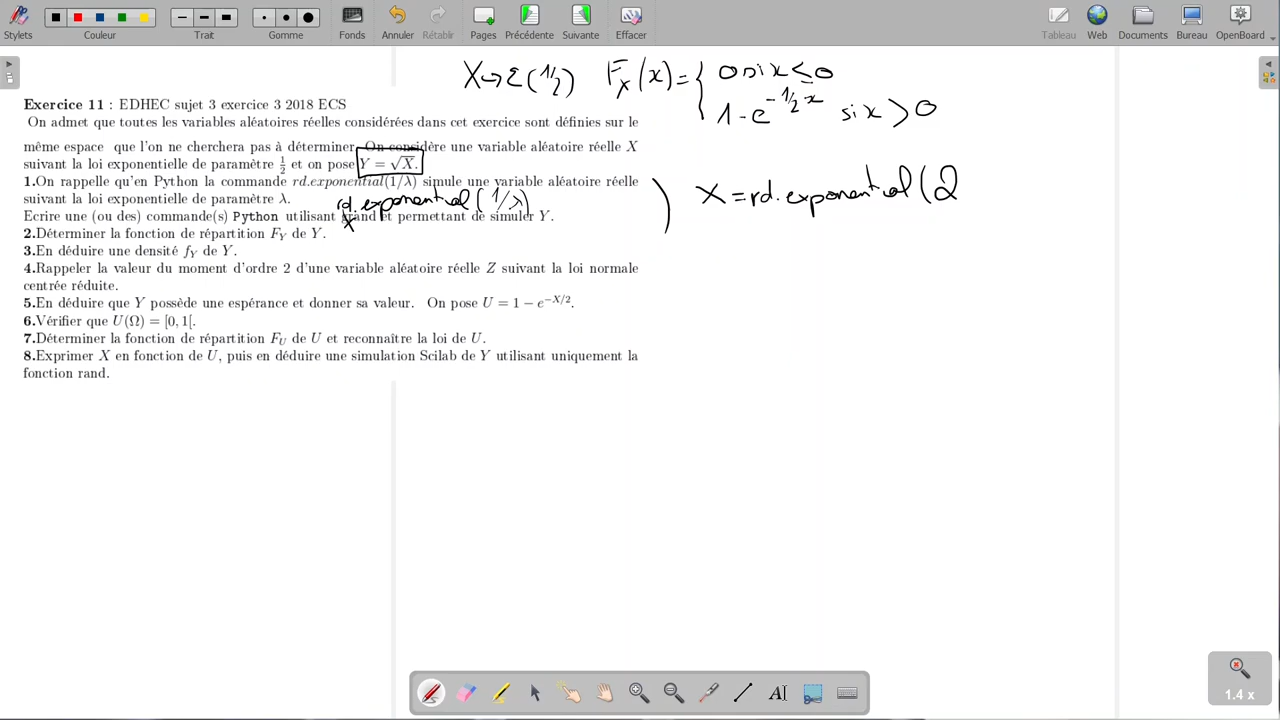 Stylets
Couleur
Trait
Gomme
Fonds
Annuler
Rétablir
Pages
Précédente
Suivante
Effacer
Tableau
Web
Documents
Bureau
OpenBoard
X ↪ ε(1/2) F_X(x) = { 0 si x ≤ 0
1 - e^{-1/2 x} si x > 0
Exercice 11 : EDHEC sujet 3 exercice 3 2018 ECS
On admet que toutes les variables aléatoires réelles considérées dans cet exercice sont définies sur le
même espace que l'on ne cherchera pas à déterminer. On considère une variable aléatoire réelle X
suivant la loi exponentielle de paramètre 1/2 et on pose Y = √X.
1.On rappelle qu'en Python la commande rd.exponential(1/λ) simule une variable aléatoire réelle
suivant la loi exponentielle de paramètre λ.
rd.exponential(1/λ)
Ecrire une (ou des) commande(s) Python utilisant grand et permettant de simuler Y.
2.Déterminer la fonction de répartition F_Y de Y.
3.En déduire une densité f_Y de Y.
4.Rappeler la valeur du moment d'ordre 2 d'une variable aléatoire réelle Z suivant la loi normale
centrée réduite.
5.En déduire que Y possède une espérance et donner sa valeur. On pose U = 1 − e^{−X/2}.
6.Vérifier que U(Ω) = [0, 1[.
7.Déterminer la fonction de répartition F_U de U et reconnaître la loi de U.
8.Exprimer X en fonction de U, puis en déduire une simulation Scilab de Y utilisant uniquement la
fonction rand.
) X = rd.exponential(2
1.4 x